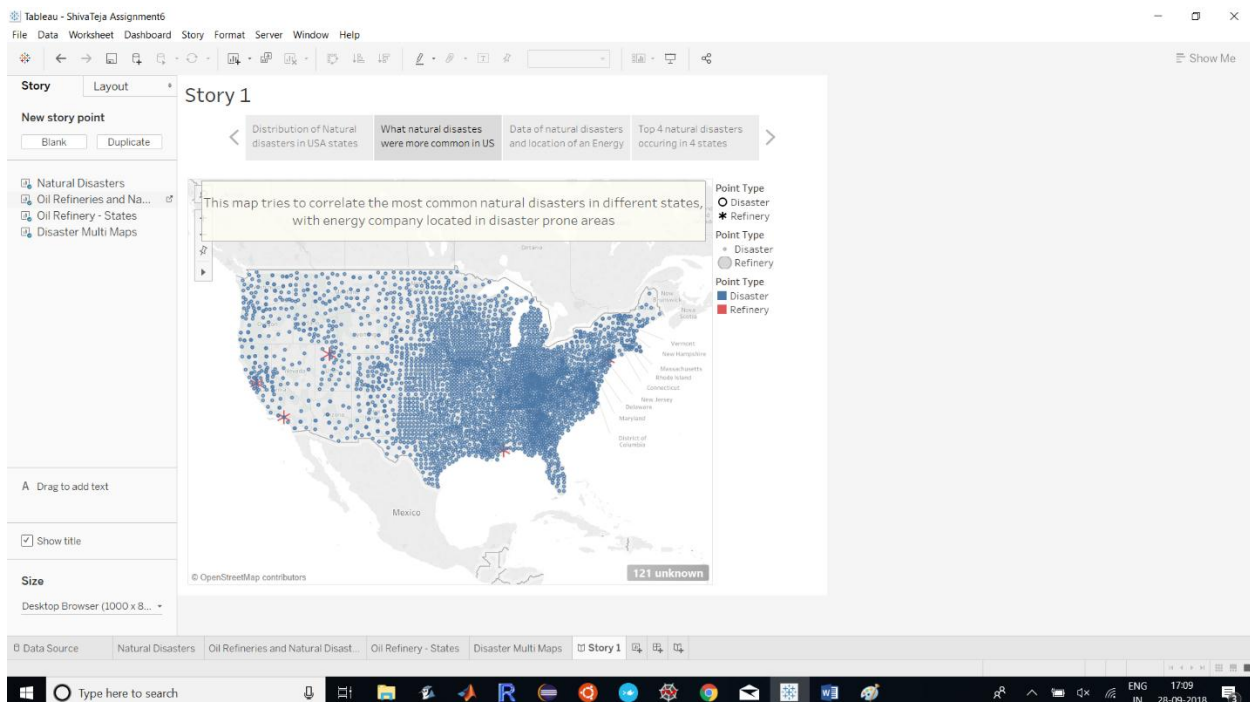 Tableau - ShivaTeja Assignment6
File Data Worksheet Dashboard Story Format Server Window Help
Show Me
Story Layout
New story point
Blank Duplicate
Natural Disasters
Oil Refineries and Na...
Oil Refinery - States
Disaster Multi Maps
A Drag to add text
Show title
Size
Desktop Browser (1000 x 8...
Story 1
Distribution of Natural disasters in USA states
What natural disastes were more common in US
Data of natural disasters and location of an Energy
Top 4 natural disasters occuring in 4 states
This map tries to correlate the most common natural disasters in different states,
with energy company located in disaster prone areas
Point Type
Disaster
Refinery
Point Type
Disaster
Refinery
Point Type
Disaster
Refinery
Ontario
New Brunswick
Nova Scotia
Vermont
New Hampshire
Massachusetts
Rhode Island
Connecticut
New Jersey
Delaware
Maryland
District of
Columbia
Mexico
© OpenStreetMap contributors
121 unknown
Data Source Natural Disasters Oil Refineries and Natural Disast... Oil Refinery - States Disaster Multi Maps Story 1
Type here to search
ENG
IN
17:09
28-09-2018